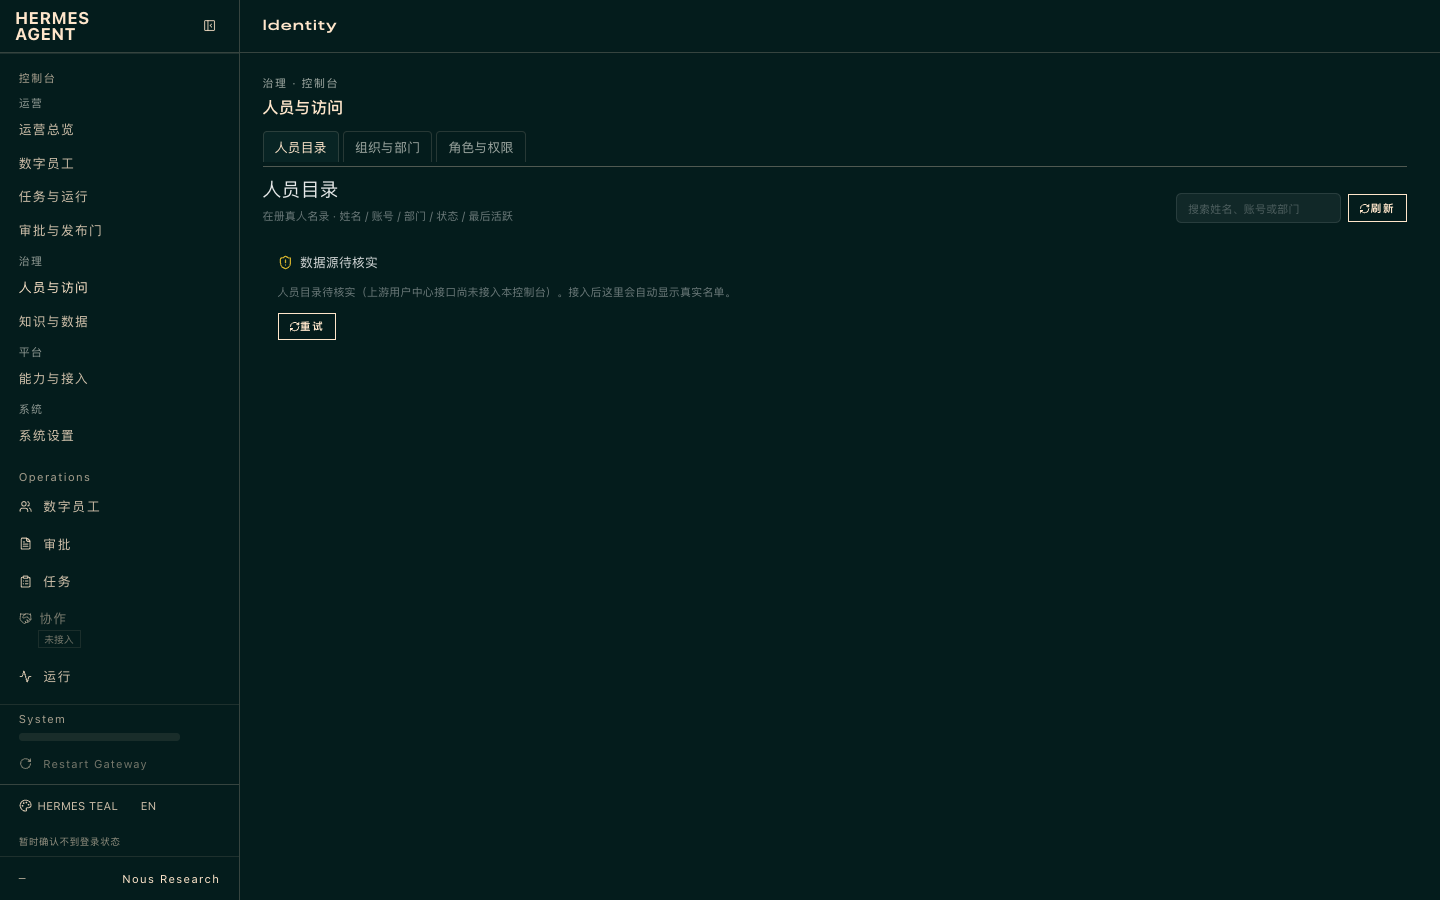 HERMES
AGENT
控制台
运营
运营总览
数字员工
任务与运行
审批与发布门
治理
人员与访问
知识与数据
平台
能力与接入
系统
系统设置
Operations
数字员工
审批
任务
协作
未接入
运行
System
Restart Gateway
HERMES TEAL EN
暂时确认不到登录状态
— Nous Research
Identity
治理 · 控制台
人员与访问
人员目录 组织与部门 角色与权限
人员目录
在册真人名录 · 姓名 / 账号 / 部门 / 状态 / 最后活跃
搜索姓名、账号或部门 刷新
数据源待核实
人员目录待核实（上游用户中心接口尚未接入本控制台）。接入后这里会自动显示真实名单。
重试